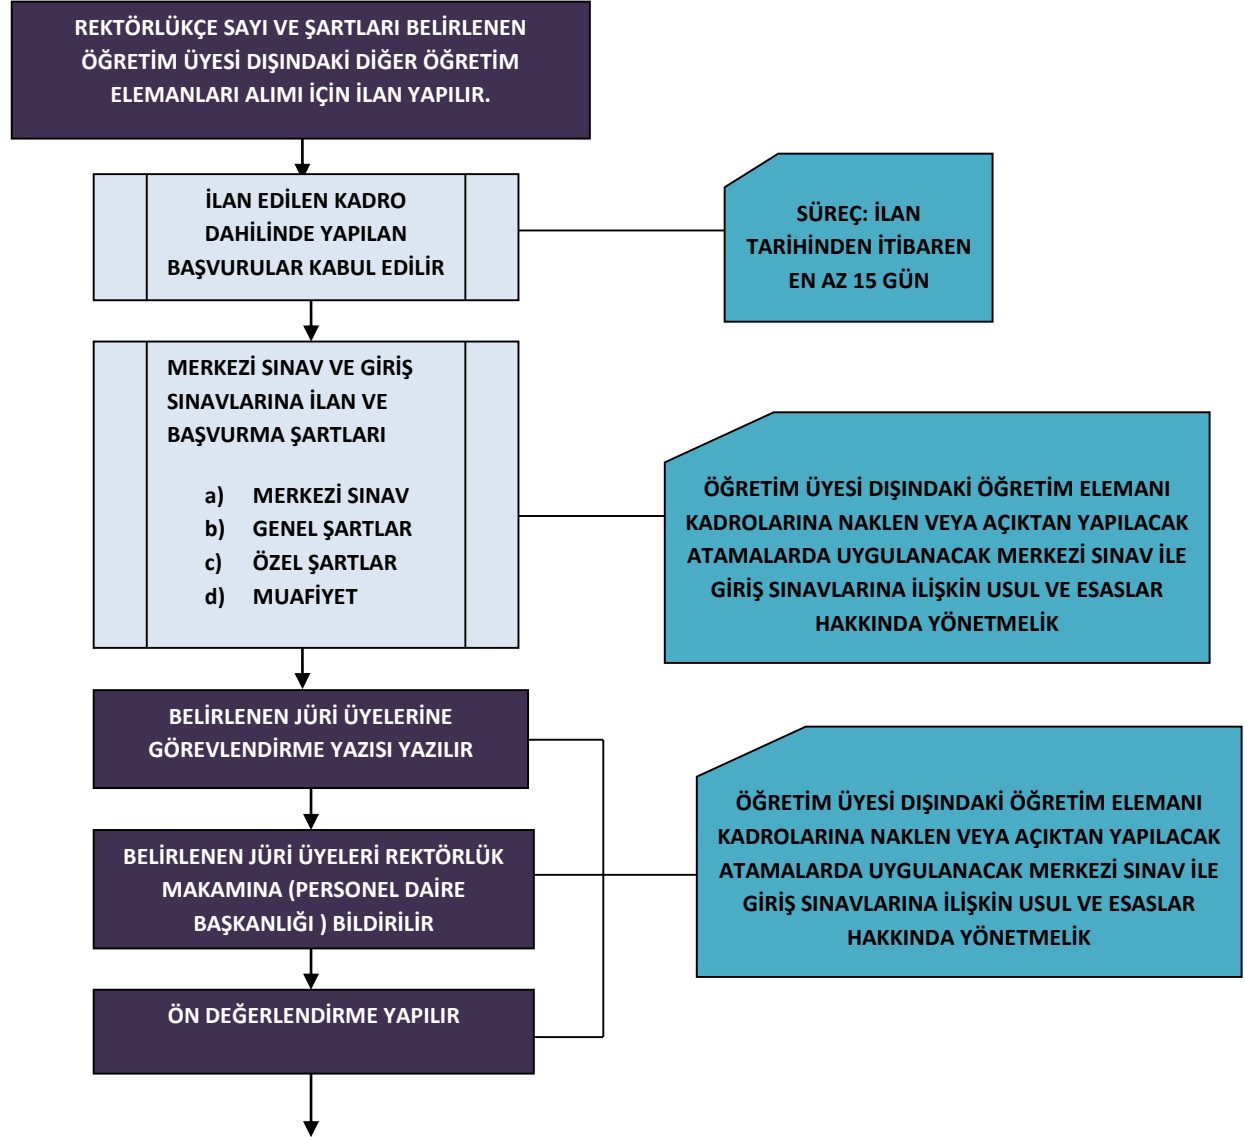 REKTÖRLÜKÇE SAYI VE ŞARTLARI BELİRLENEN
ÖĞRETİM ÜYESİ DIŞINDAKİ DİĞER ÖĞRETİM
ELEMANLARI ALIMI İÇİN İLAN YAPILIR.
İLAN EDİLEN KADRO
DAHİLİNDE YAPILAN
BAŞVURULAR KABUL EDİLİR
SÜREÇ: İLAN
TARİHİNDEN İTİBAREN
EN AZ 15 GÜN
MERKEZİ SINAV VE GİRİŞ
SINAVLARINA İLAN VE
BAŞVURMA ŞARTLARI
a) MERKEZİ SINAV
b) GENEL ŞARTLAR
c) ÖZEL ŞARTLAR
d) MUAFİYET
ÖĞRETİM ÜYESİ DIŞINDAKİ ÖĞRETİM ELEMANI
KADROLARINA NAKLEN VEYA AÇIKTAN YAPILACAK
ATAMALARDA UYGULANACAK MERKEZİ SINAV İLE
GİRİŞ SINAVLARINA İLİŞKİN USUL VE ESASLAR
HAKKINDA YÖNETMELİK
BELİRLENEN JÜRİ ÜYELERİNE
GÖREVLENDİRME YAZISI YAZILIR
BELİRLENEN JÜRİ ÜYELERİ REKTÖRLÜK
MAKAMINA (PERSONEL DAİRE
BAŞKANLIĞI ) BİLDİRİLİR
ÖĞRETİM ÜYESİ DIŞINDAKİ ÖĞRETİM ELEMANI
KADROLARINA NAKLEN VEYA AÇIKTAN YAPILACAK
ATAMALARDA UYGULANACAK MERKEZİ SINAV İLE
GİRİŞ SINAVLARINA İLİŞKİN USUL VE ESASLAR
HAKKINDA YÖNETMELİK
ÖN DEĞERLENDİRME YAPILIR